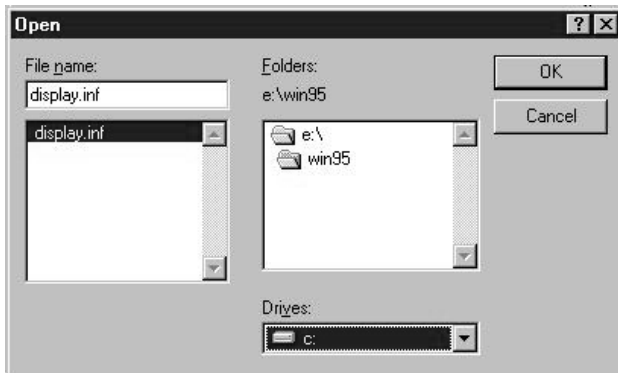 Open
File name:
display.inf
display.inf
Folders:
e:\win95
e:\
win95
Drives:
c:
OK
Cancel